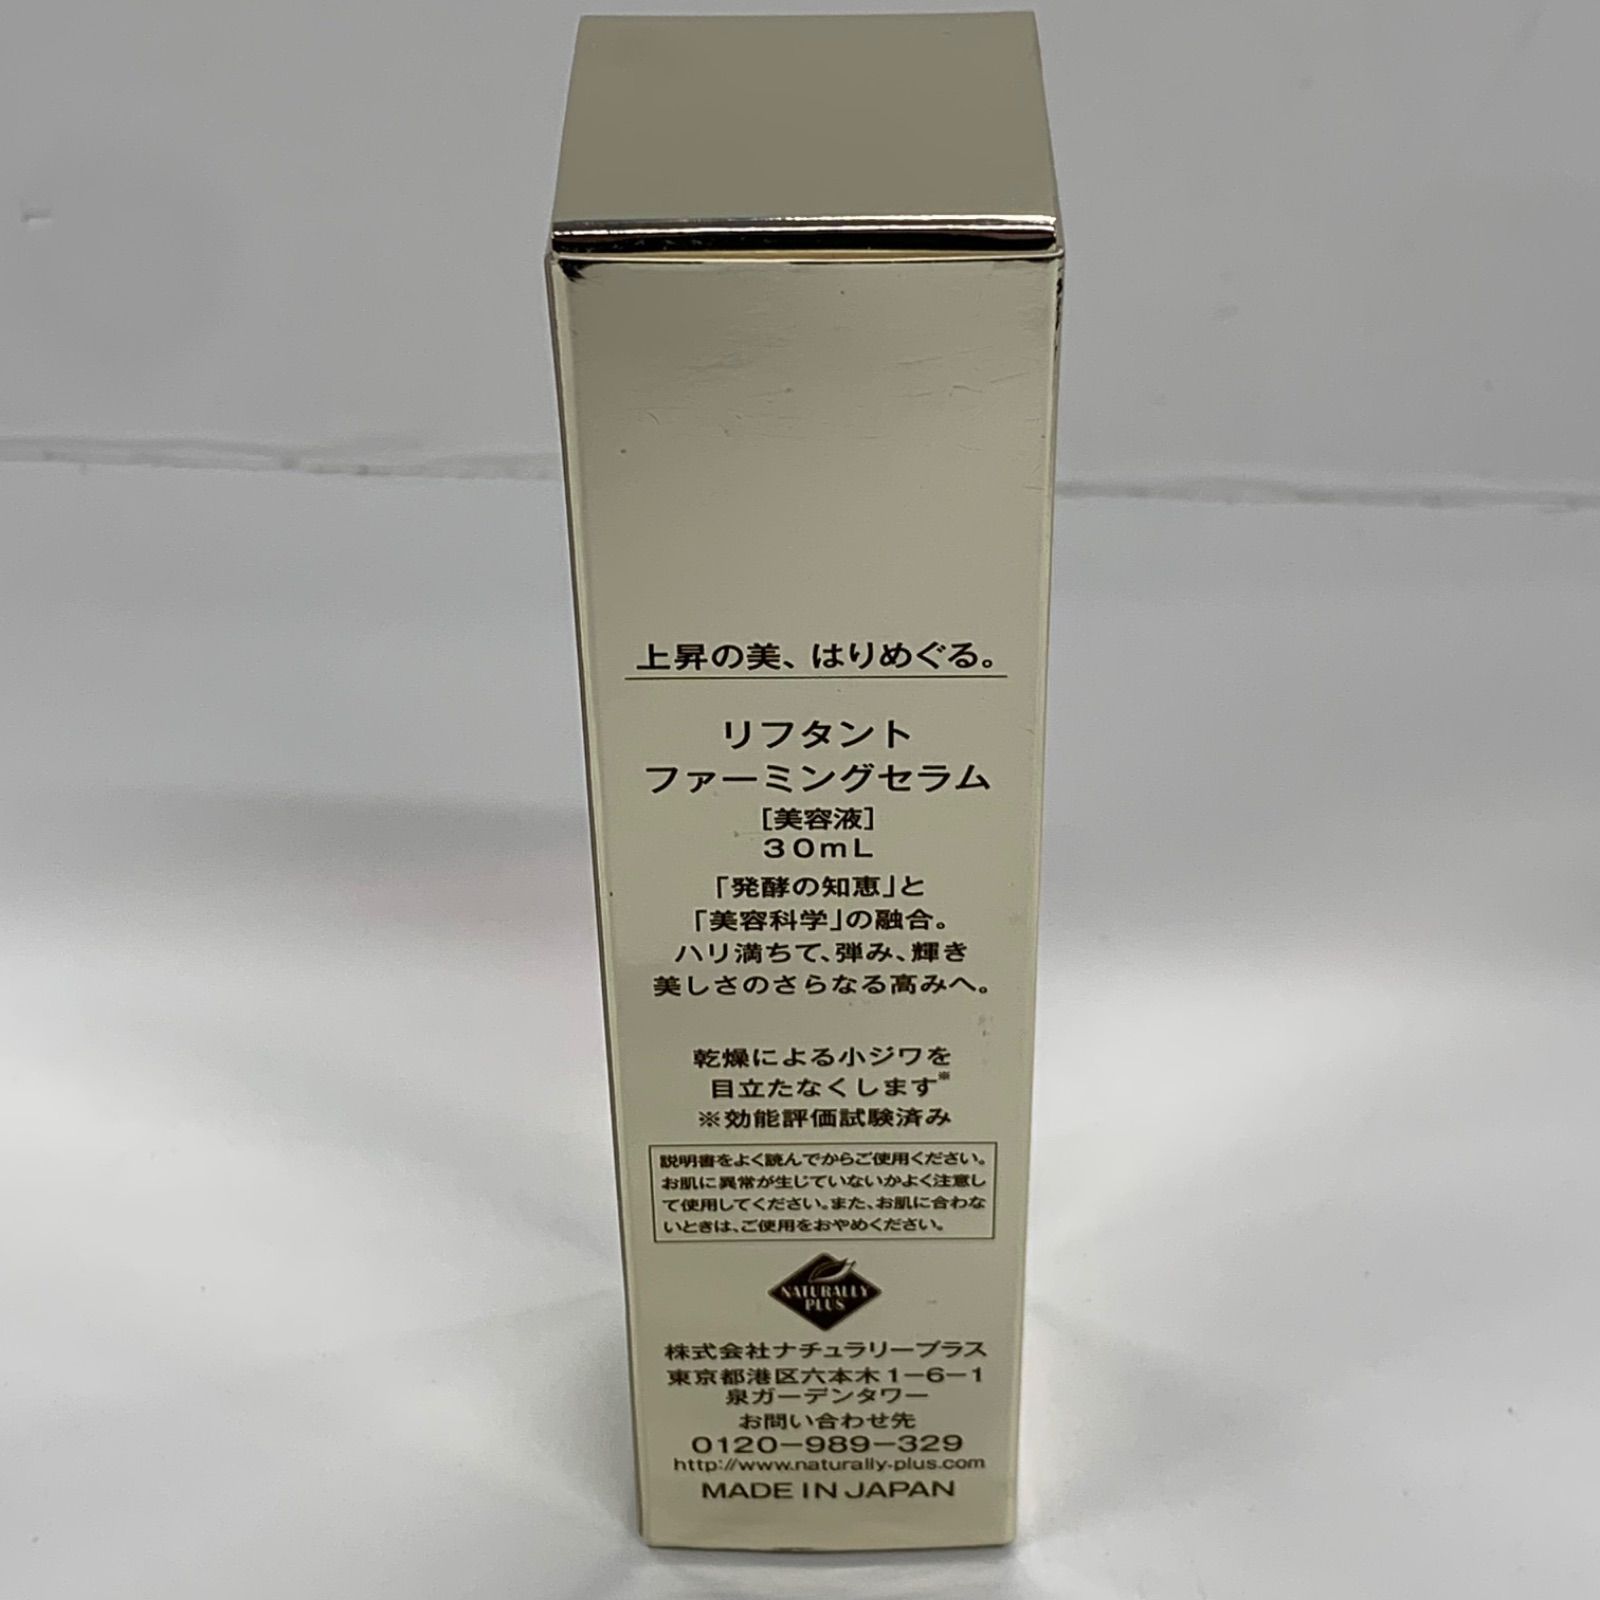 上昇の美、はりめぐる。
リフタント
ファーミングセラム
[美容液]
30mL
「発酵の知恵」と
「美容科学」の融合。
ハリ満ちて、弾み、輝き
美しさのさらなる高みへ。
乾燥による小ジワを
目立たなくします※
※効能評価試験済み
説明書をよく読んでからご使用ください。
お肌に異常が生じていないかよく注意し
て使用してください。また、お肌に合わな
いときは、ご使用をおやめください。
NATURALLY
PLUS
株式会社ナチュラリープラス
東京都港区六本木1-6-1
泉ガーデンタワー
お問い合わせ先
0120-989-329
http://www.naturally-plus.com
MADE IN JAPAN